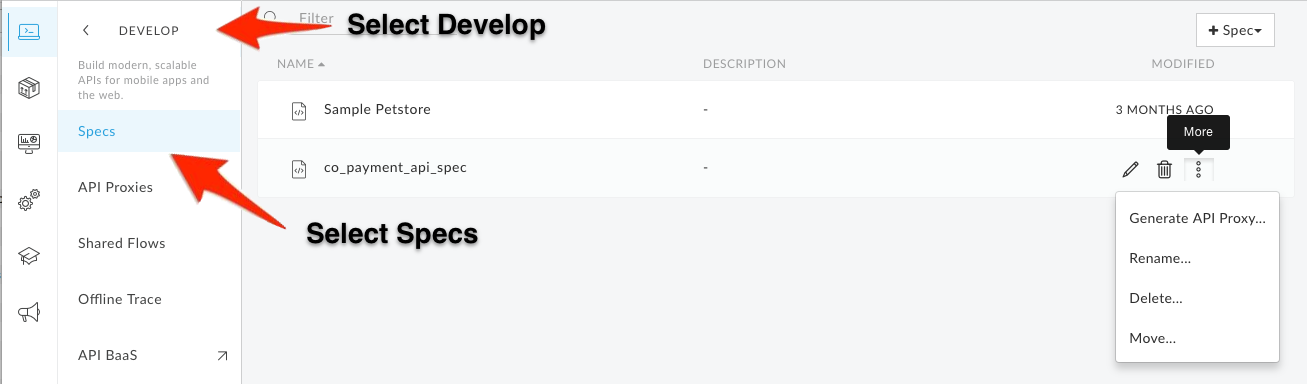 DEVELOP
Build modern, scalable
APIs for mobile apps and
the web.
Specs
API Proxies
Shared Flows
Offline Trace
API BaaS
Filter
Select Develop
+ Spec
NAME
DESCRIPTION
MODIFIED
Sample Petstore
-
3 MONTHS AGO
More
co_payment_api_spec
-
Select Specs
Generate API Proxy...
Rename...
Delete...
Move...